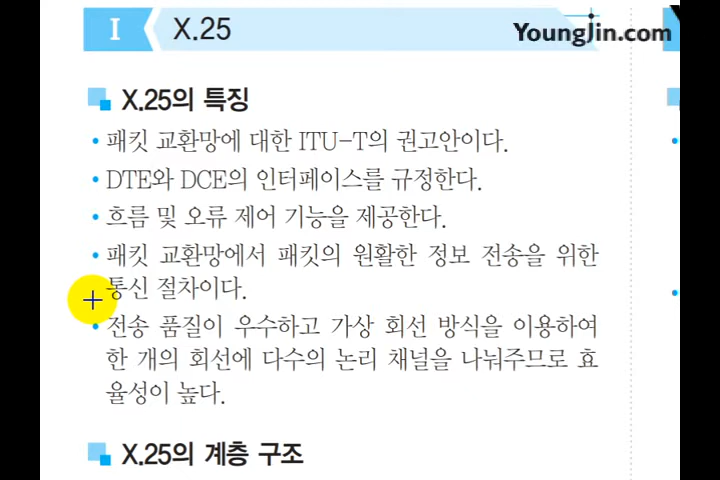 I X.25
YoungJin.com
X.25의 특징
• 패킷 교환망에 대한 ITU-T의 권고안이다.
• DTE와 DCE의 인터페이스를 규정한다.
• 흐름 및 오류 제어 기능을 제공한다.
• 패킷 교환망에서 패킷의 원활한 정보 전송을 위한
통신 절차이다.
• 전송 품질이 우수하고 가상 회선 방식을 이용하여
한 개의 회선에 다수의 논리 채널을 나눠주므로 효
율성이 높다.
X.25의 계층 구조